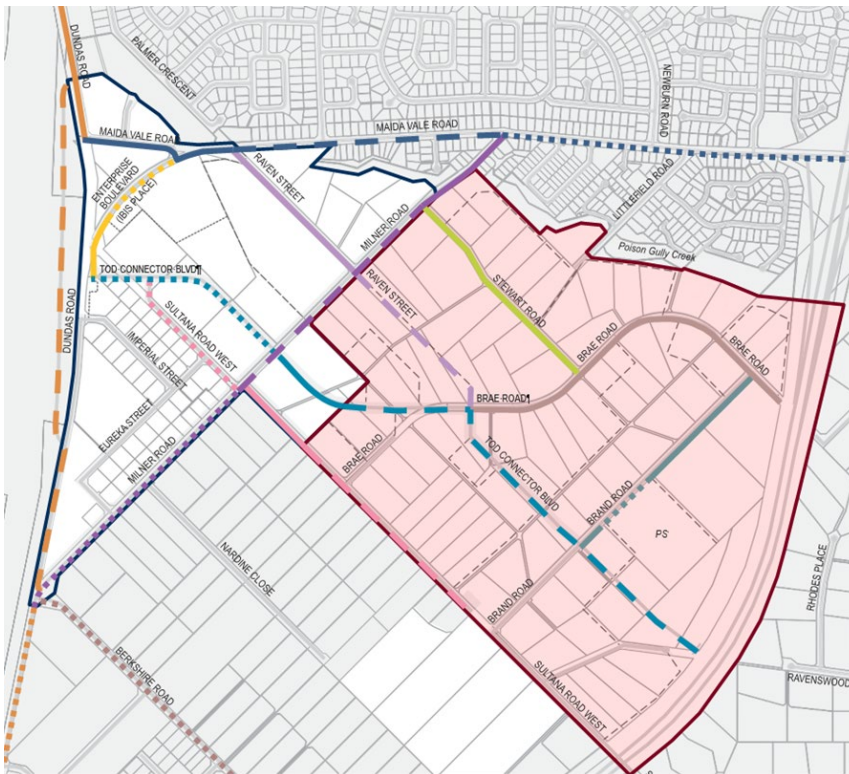 DUNDAS ROAD
PALMER CRESCENT
NEWBURN ROAD
MAIDA VALE ROAD
MAIDA VALE ROAD
RAVEN STREET
ENTERPRISE
BOULEVARD
(IBIS PLACE)
LITTLEFIELD ROAD
MILNER ROAD
Poison Gully Creek
TOD CONNECTOR BLVD¶
RAVEN STREET
STEWART ROAD
DUNDAS ROAD
SULTANA ROAD WEST
IMPERIAL STREET
BRAE ROAD
BRAE ROAD
BRAE ROAD¶
EUREKA STREET
MILNER ROAD
BRAE ROAD
TOD CONNECTOR BLVD
BRAND ROAD
PS
NARDINE CLOSE
RHODES PLACE
BRAND ROAD
BERKSHIRE ROAD
SULTANA ROAD WEST
RAVENSWOOD